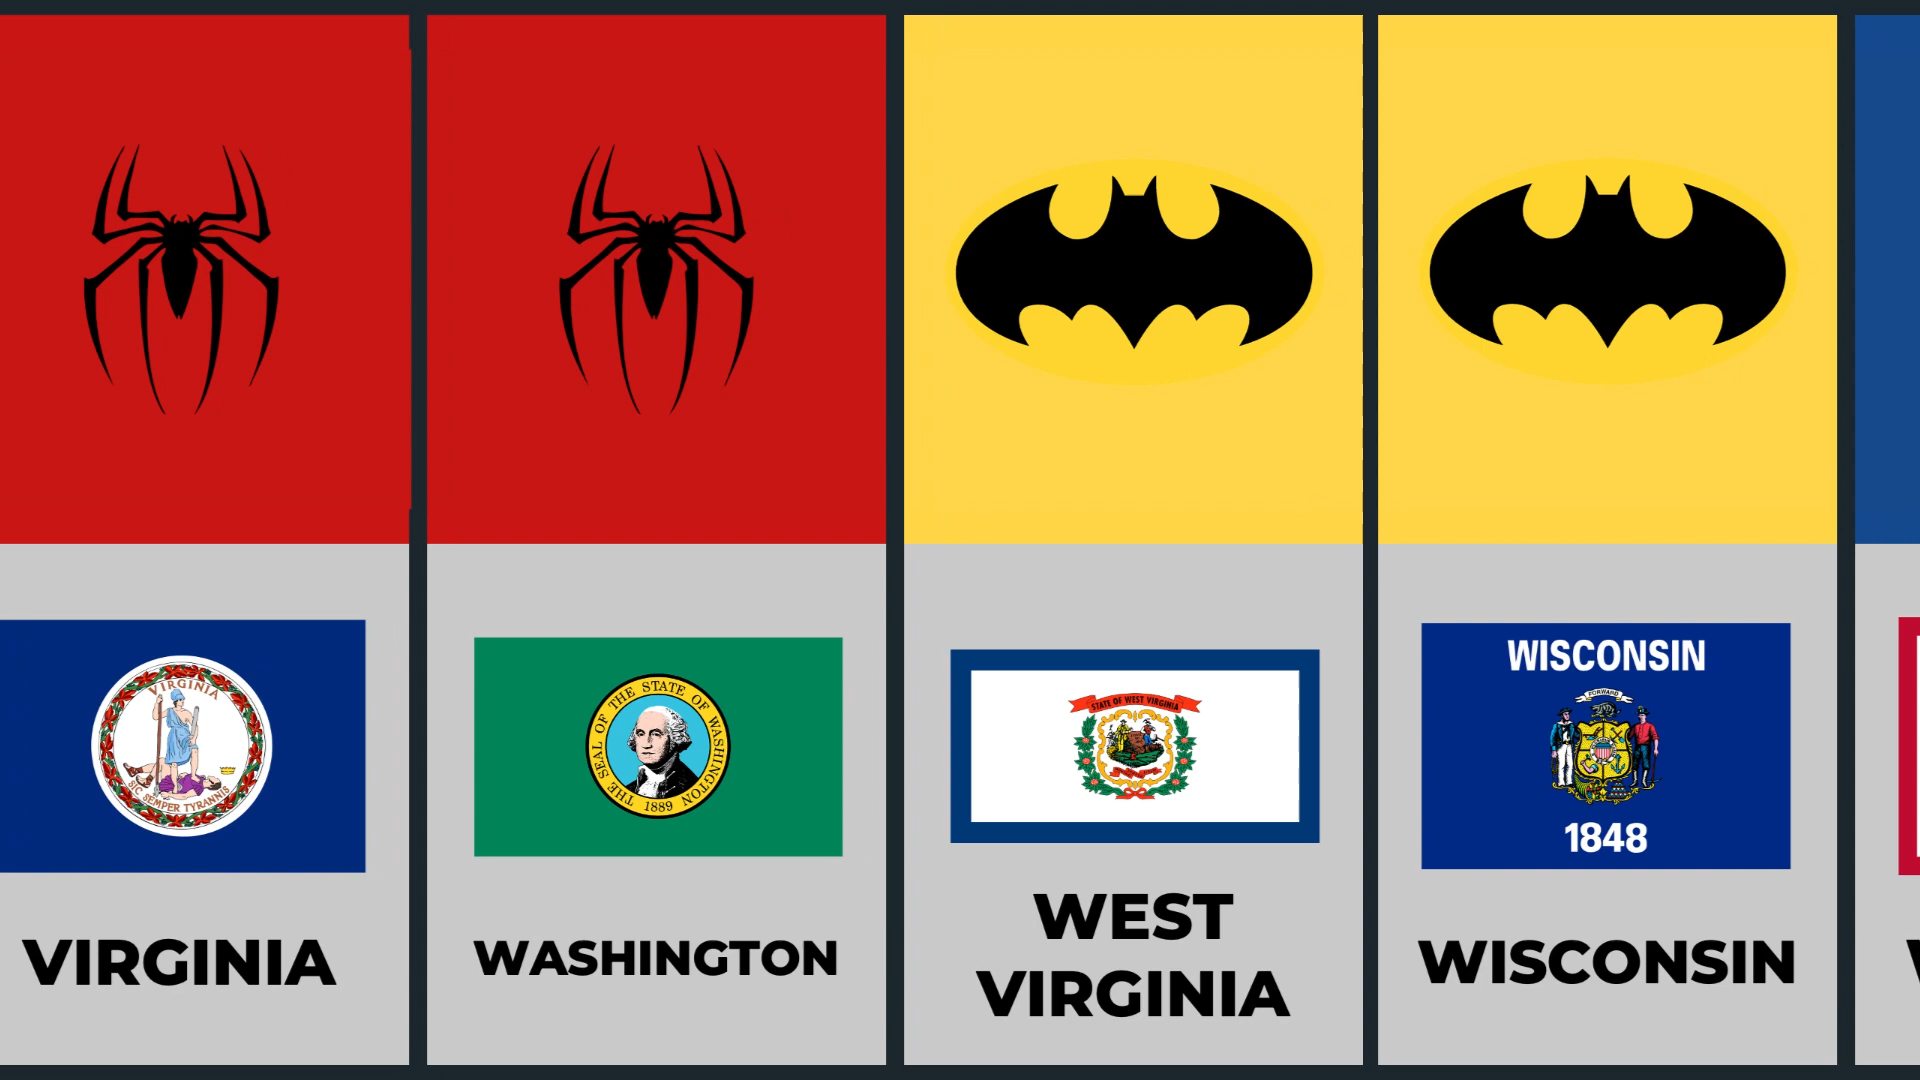 VIRGINIA
SIC SEMPER TYRANNIS
VIRGINIA
THE SEAL OF THE STATE OF WASHINGTON
1889
WASHINGTON
STATE OF WEST VIRGINIA
WEST
VIRGINIA
WISCONSIN
FORWARD
1848
WISCONSIN